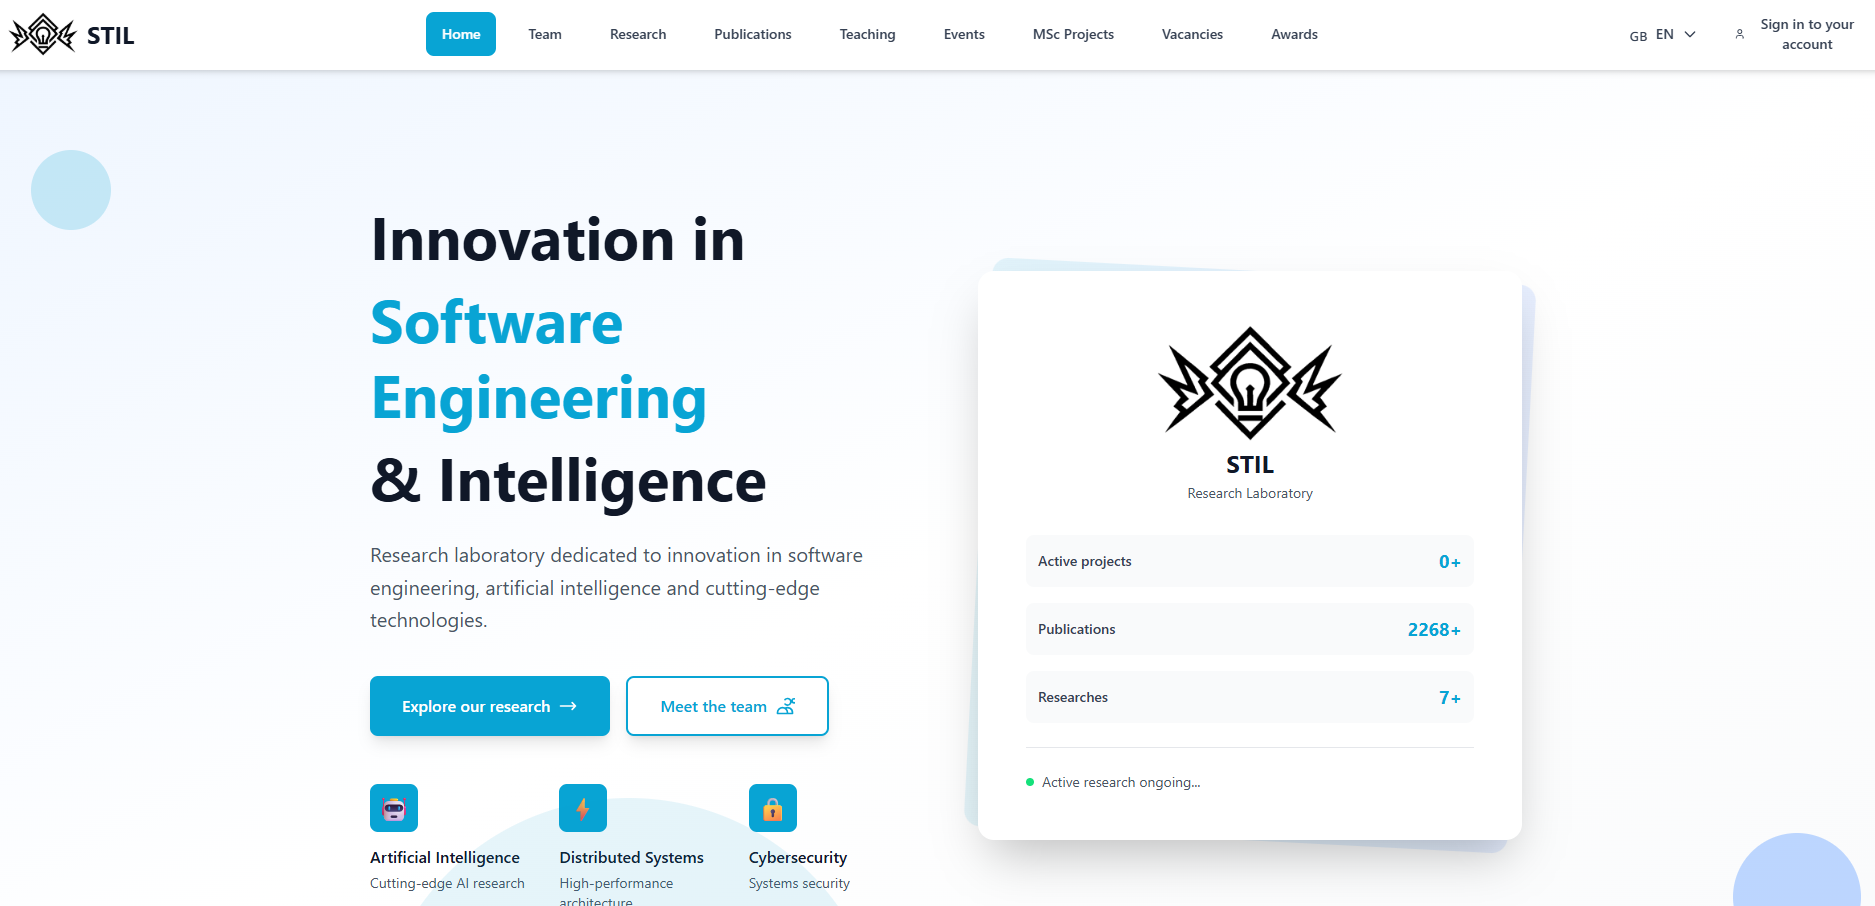 STIL
Home
Team
Research
Publications
Teaching
Events
MSc Projects
Vacancies
Awards
GB EN
Sign in to your
account
Innovation in
Software
Engineering
& Intelligence
Research laboratory dedicated to innovation in software
engineering, artificial intelligence and cutting-edge
technologies.
Explore our research →
Meet the team
Artificial Intelligence
Cutting-edge AI research
Distributed Systems
High-performance
architecture
Cybersecurity
Systems security
STIL
Research Laboratory
Active projects 0+
Publications 2268+
Researches 7+
Active research ongoing...